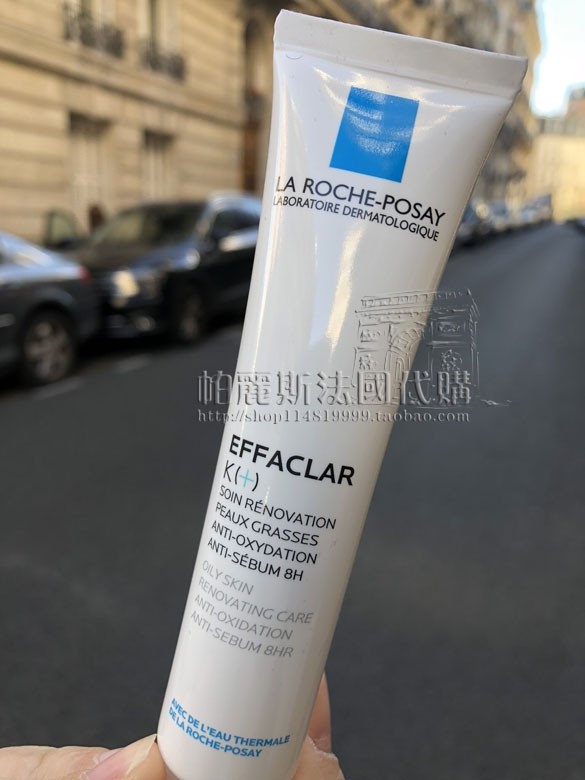 LA ROCHE-POSAY
LABORATOIRE DERMATOLOGIQUE
帕麗斯法國代購
http://shop114819999.taobao.com
EFFACLAR
K(+)
SOIN RÉNOVATION
PEAUX GRASSES
ANTI-OXYDATION
ANTI-SÉBUM 8H
OILY SKIN
RENOVATING CARE
ANTI-OXIDATION
ANTI-SEBUM 8HR
AVEC DE L'EAU THERMALE
DE LA ROCHE-POSAY